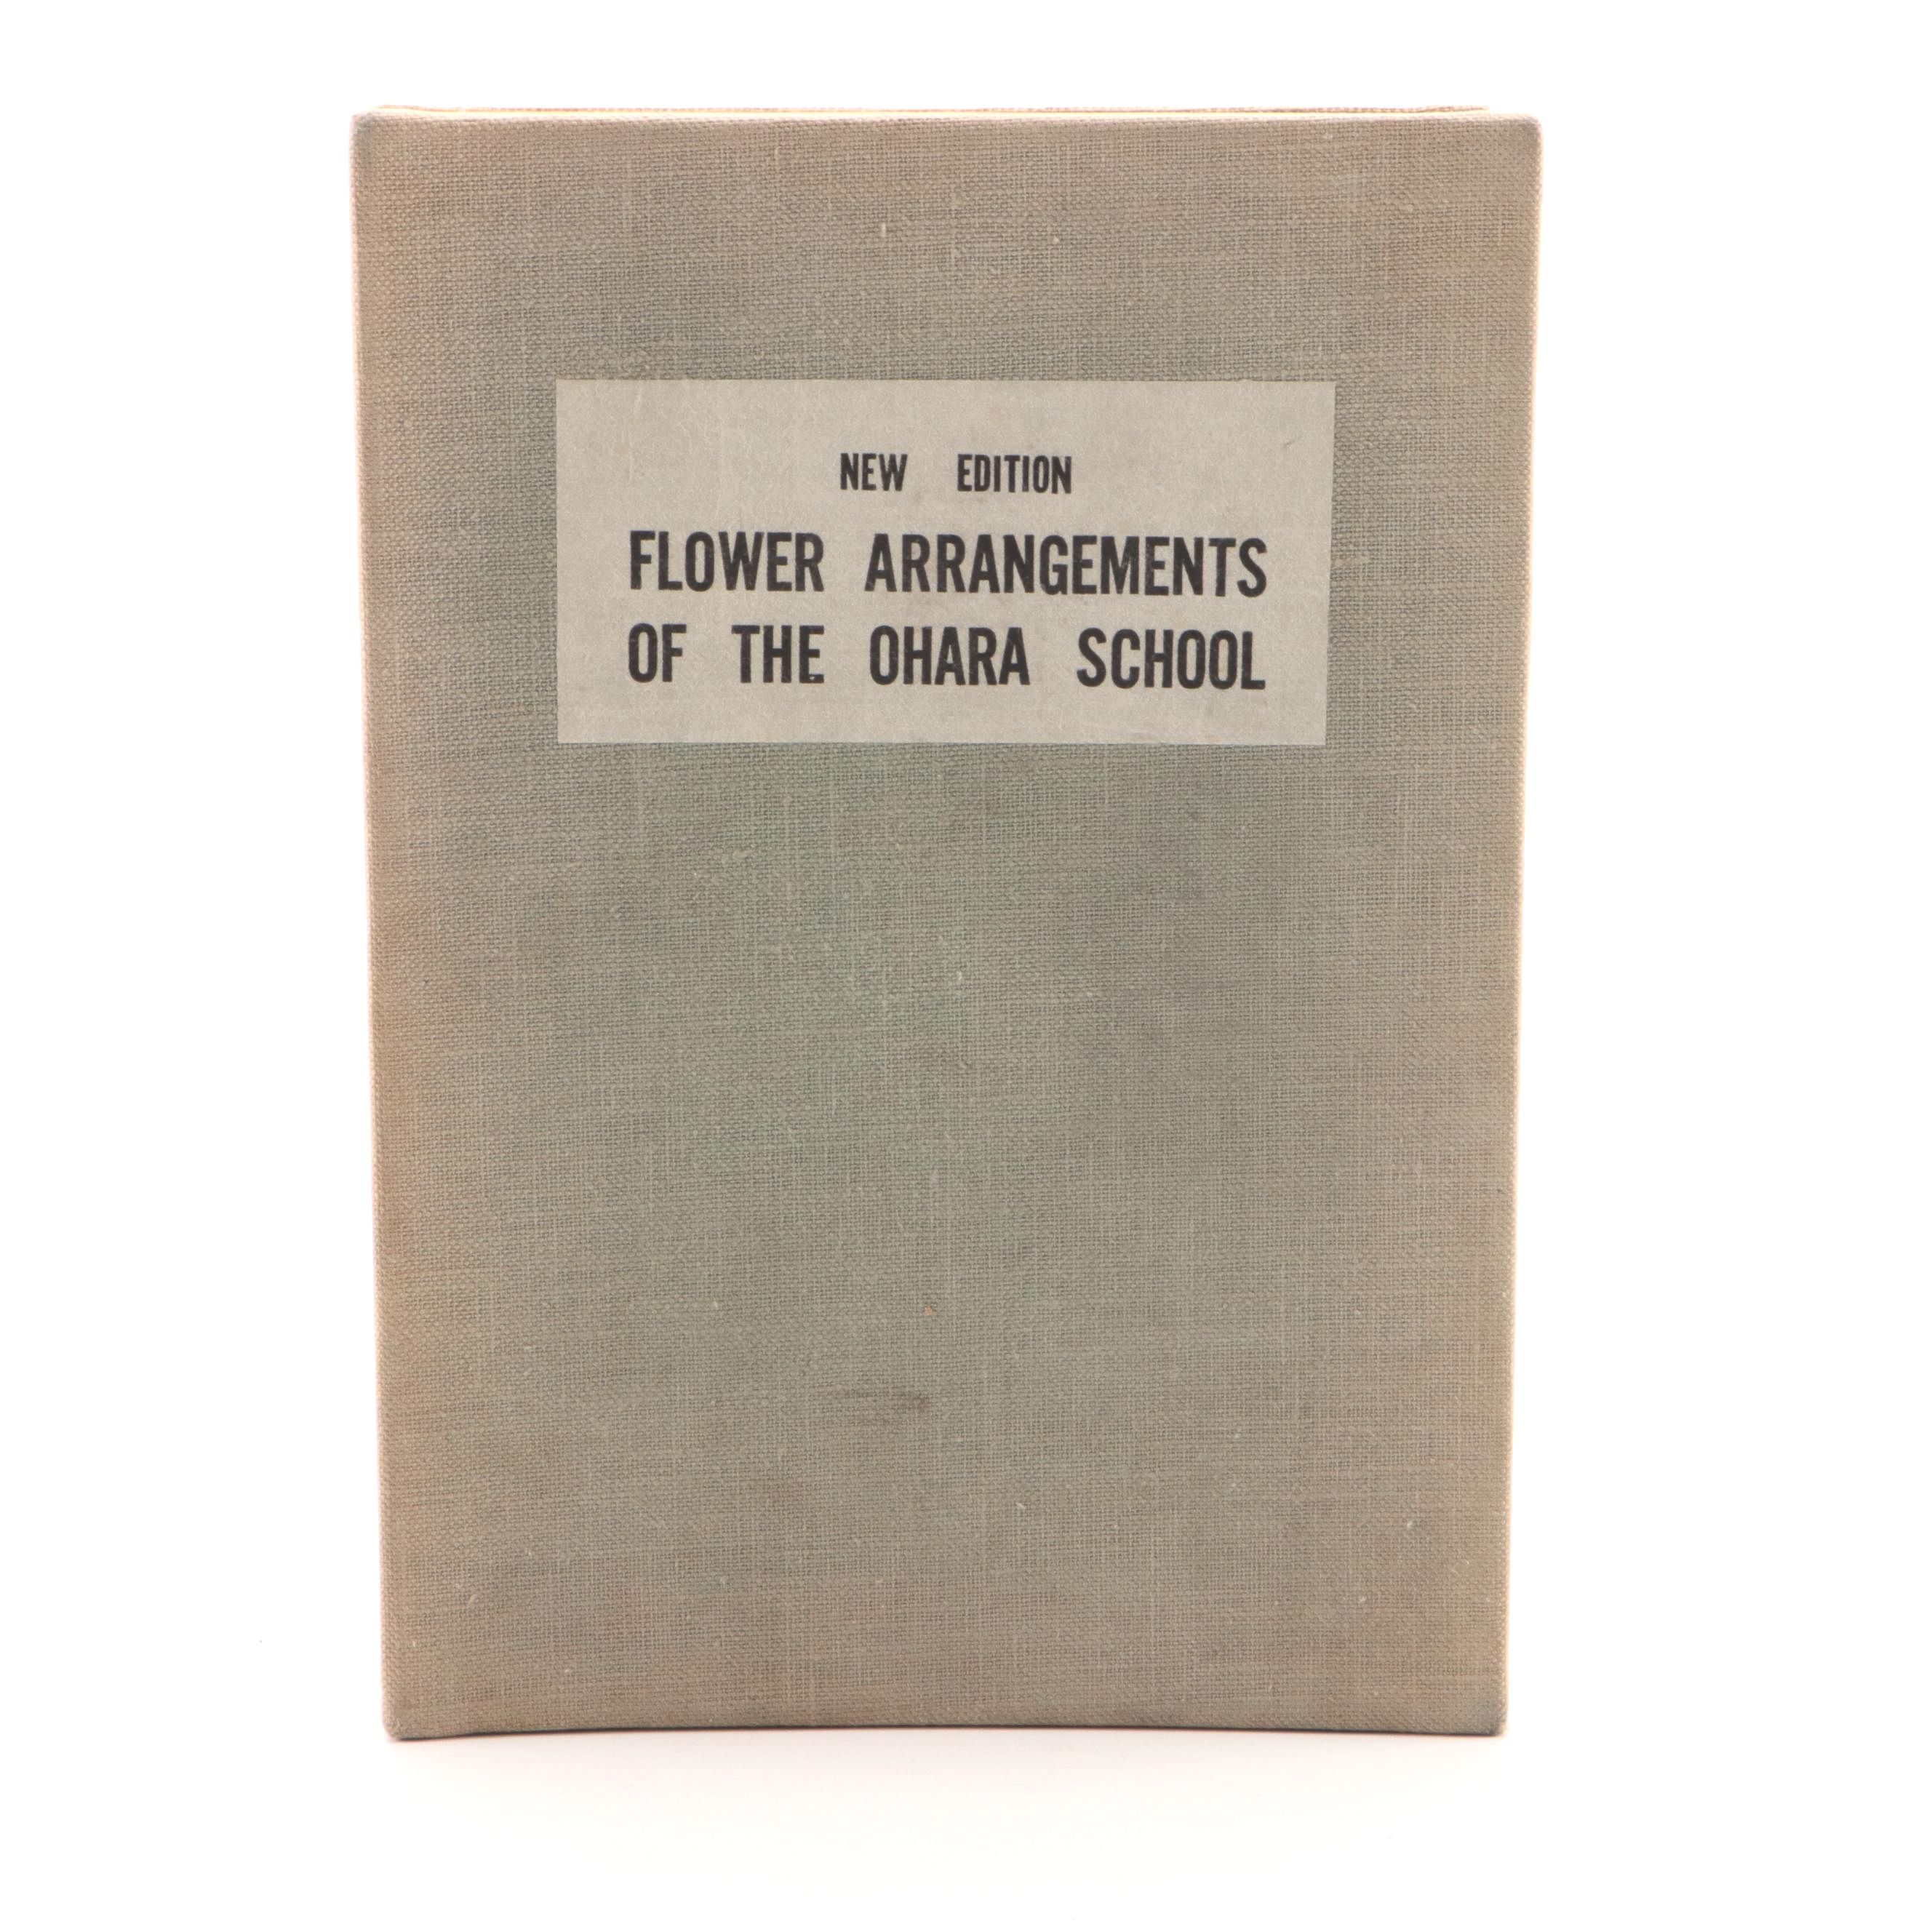 NEW EDITION
FLOWER ARRANGEMENTS
OF THE OHARA SCHOOL